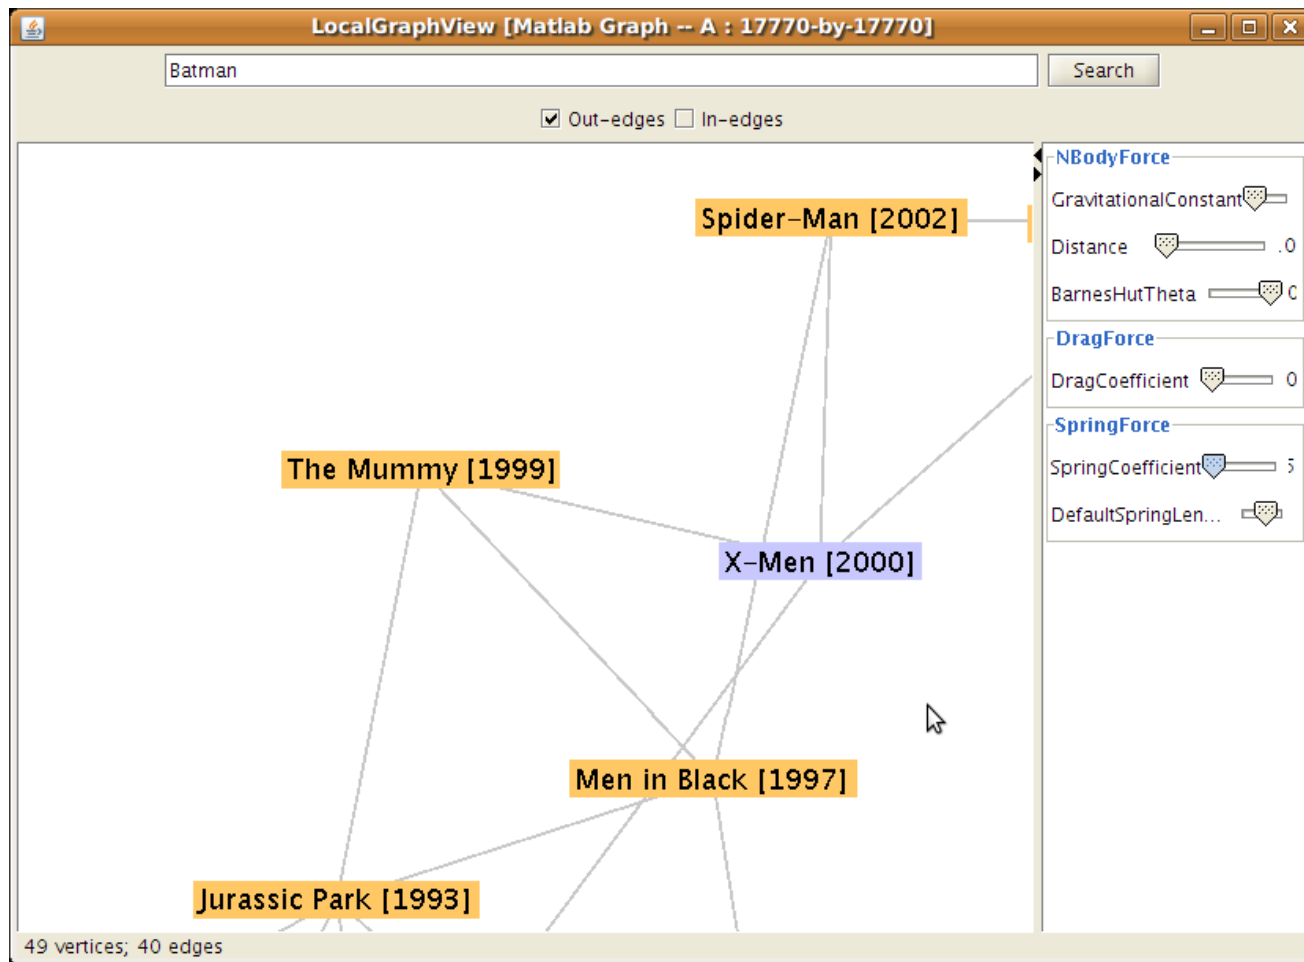 LocalGraphView [Matlab Graph -- A : 17770-by-17770]
Batman
Search
Out-edges In-edges
Spider-Man [2002]
The Mummy [1999]
X-Men [2000]
Men in Black [1997]
Jurassic Park [1993]
NBodyForce
GravitationalConstant
Distance .0
BarnesHutTheta
DragForce
DragCoefficient 0
SpringForce
SpringCoefficient 5
DefaultSpringLen...
49 vertices; 40 edges